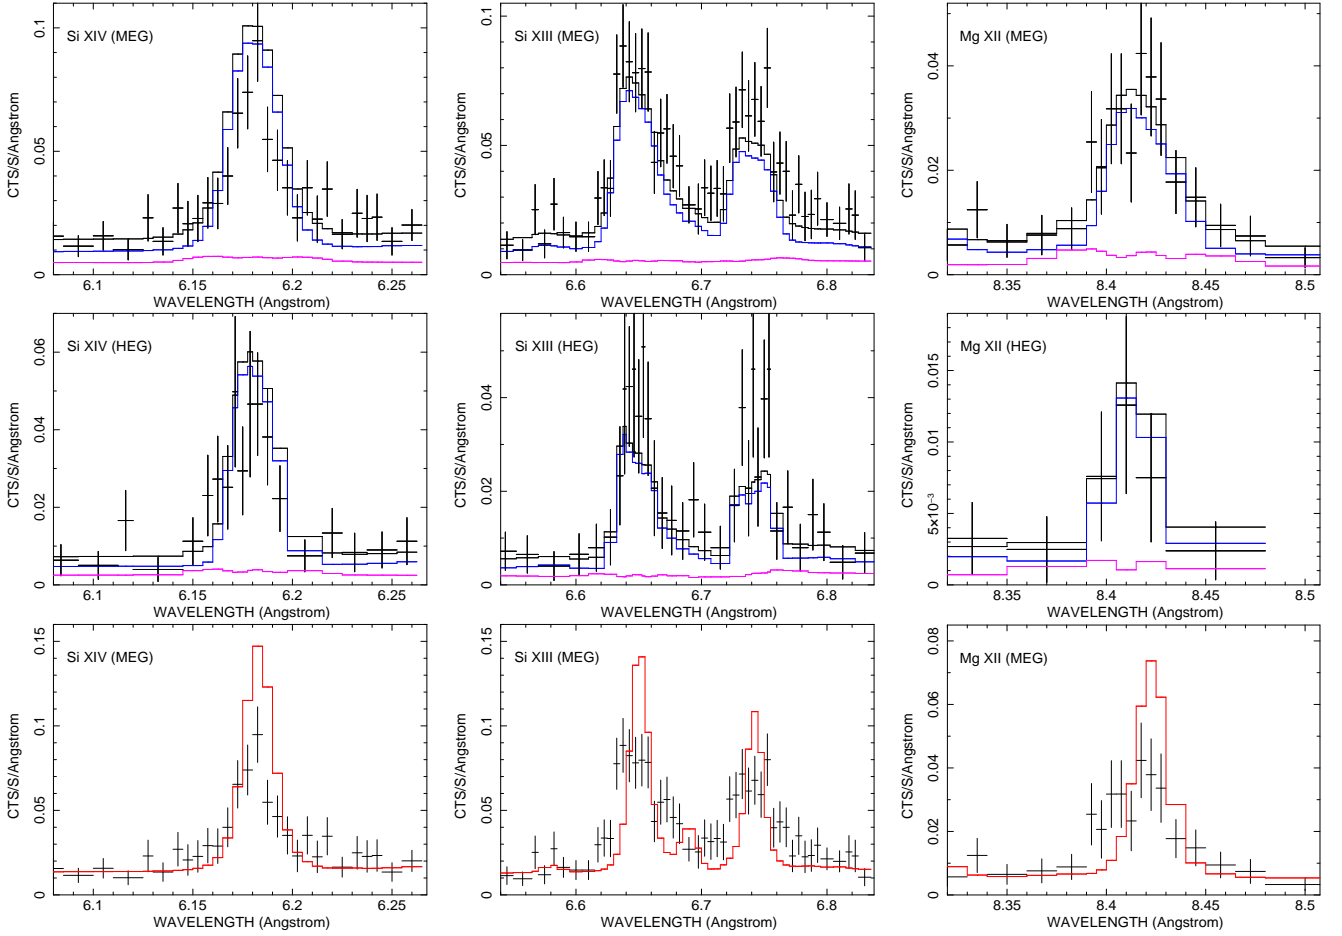 Si XIV (MEG)
CTS/S/Angstrom
0 0.05 0.1
6.1 6.15 6.2 6.25
WAVELENGTH (Angstrom)
Si XIII (MEG)
CTS/S/Angstrom
0 0.05 0.1
6.6 6.7 6.8
WAVELENGTH (Angstrom)
Mg XII (MEG)
CTS/S/Angstrom
0 0.02 0.04
8.35 8.4 8.45 8.5
WAVELENGTH (Angstrom)
Si XIV (HEG)
CTS/S/Angstrom
0 0.02 0.04 0.06
6.1 6.15 6.2 6.25
WAVELENGTH (Angstrom)
Si XIII (HEG)
CTS/S/Angstrom
0 0.02 0.04
6.6 6.7 6.8
WAVELENGTH (Angstrom)
Mg XII (HEG)
CTS/S/Angstrom
0 5×10⁻³ 0.01 0.015
8.35 8.4 8.45 8.5
WAVELENGTH (Angstrom)
Si XIV (MEG)
CTS/S/Angstrom
0 0.05 0.1 0.15
6.1 6.15 6.2 6.25
WAVELENGTH (Angstrom)
Si XIII (MEG)
CTS/S/Angstrom
0 0.05 0.1 0.15
6.6 6.7 6.8
WAVELENGTH (Angstrom)
Mg XII (MEG)
CTS/S/Angstrom
0 0.02 0.04 0.06 0.08
8.35 8.4 8.45 8.5
WAVELENGTH (Angstrom)